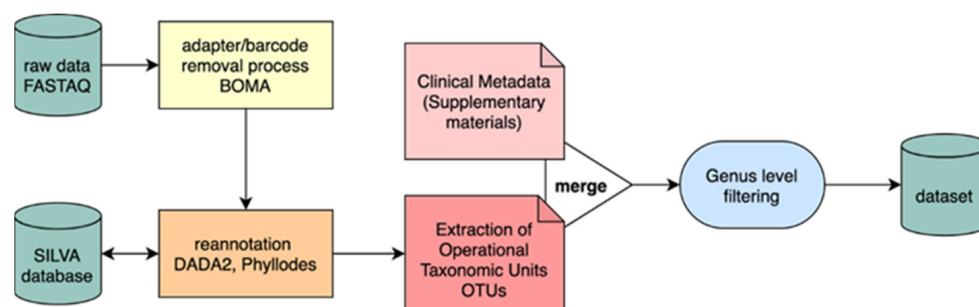 raw data
FASTAQ
adapter/barcode
removal process
BOMA
Clinical Metadata
(Supplementary
materials)
merge
Genus level
filtering
dataset
SILVA
database
reannotation
DADA2, Phyllodes
Extraction of
Operational
Taxonomic Units
OTUs